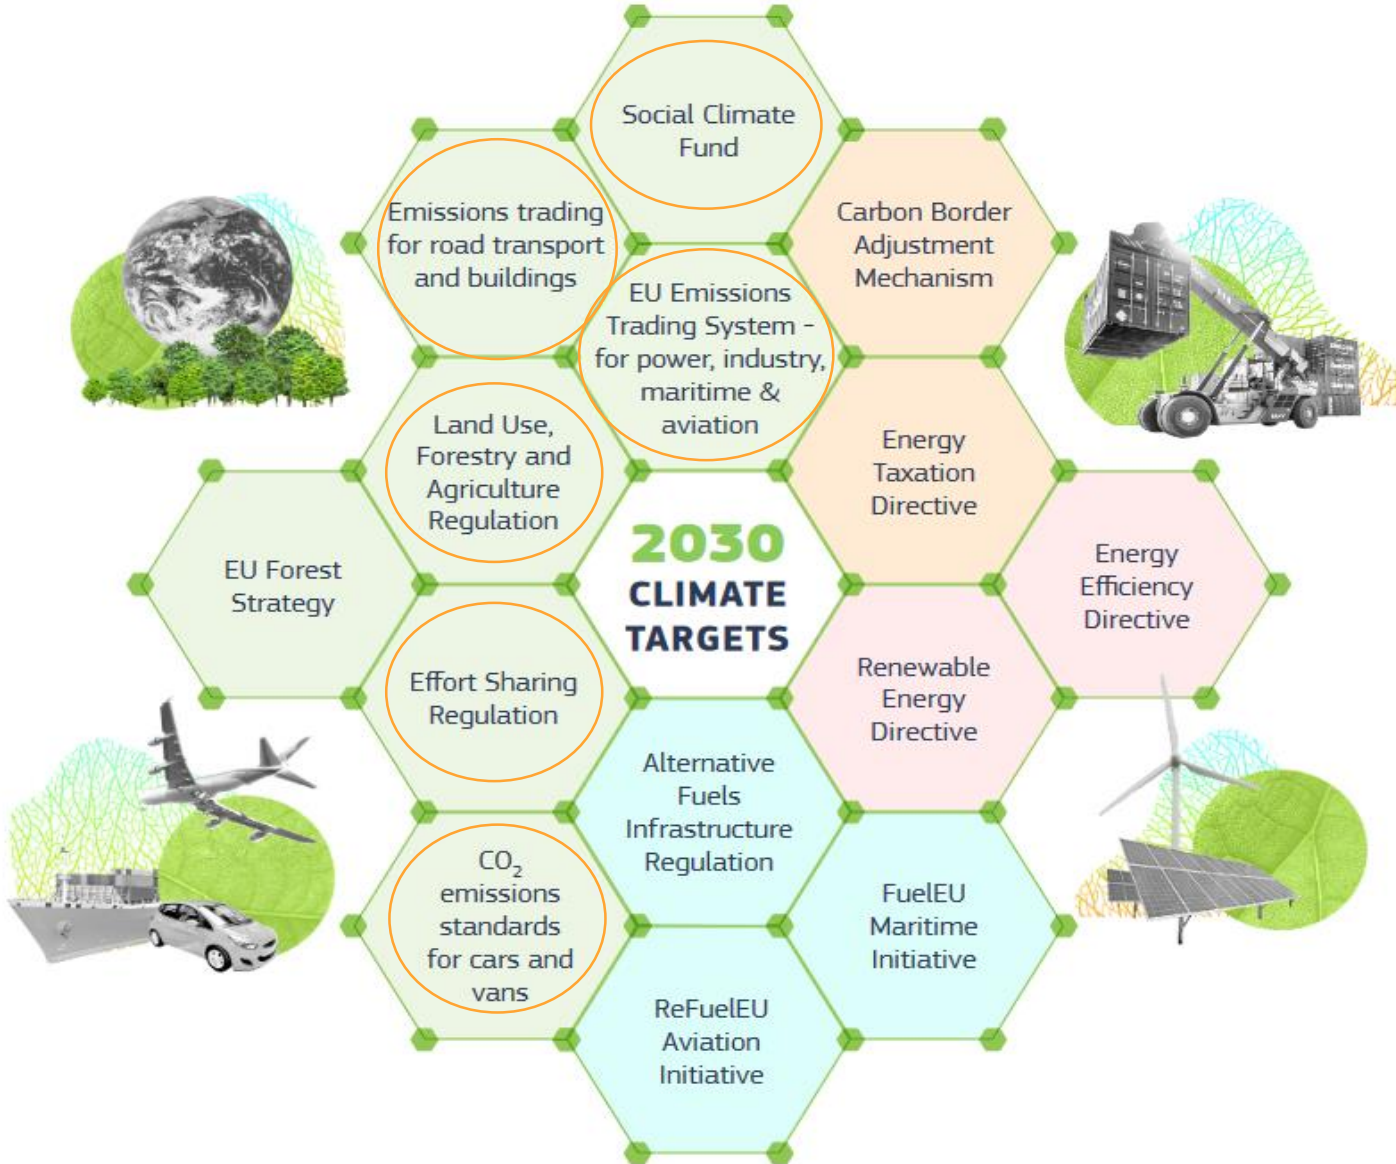 Social Climate
Fund
Emissions trading
for road transport
and buildings
Carbon Border
Adjustment
Mechanism
EU Emissions
Trading System -
for power, industry,
maritime &
aviation
Land Use,
Forestry and
Agriculture
Regulation
Energy
Taxation
Directive
EU Forest
Strategy
2030
CLIMATE
TARGETS
Energy
Efficiency
Directive
Effort Sharing
Regulation
Renewable
Energy
Directive
Alternative
Fuels
Infrastructure
Regulation
CO₂
emissions
standards
for cars and
vans
FuelEU
Maritime
Initiative
ReFuelEU
Aviation
Initiative